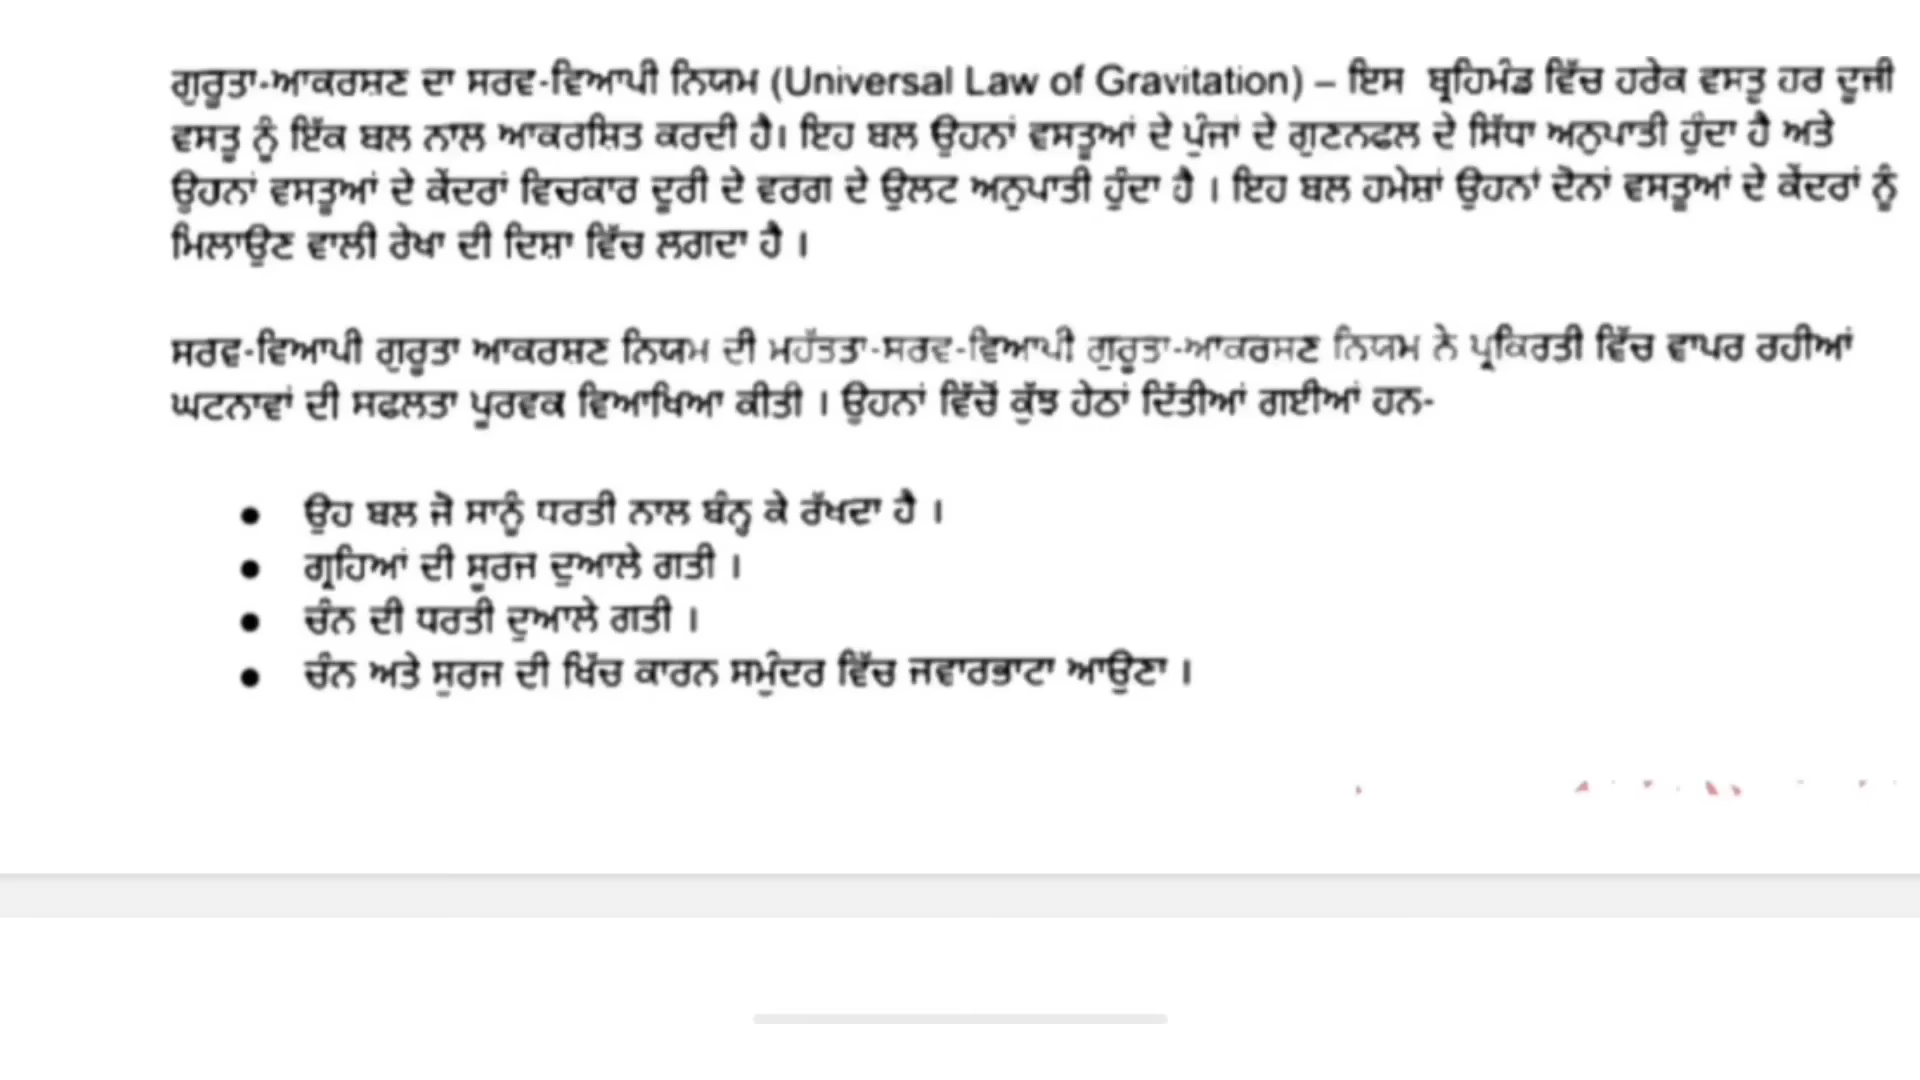 ਗੁਰੂਤਾ-ਆਕਰਸ਼ਣ ਦਾ ਸਰਵ-ਵਿਆਪੀ ਨਿਯਮ (Universal Law of Gravitation) – ਇਸ ਬ੍ਰਹਿਮੰਡ ਵਿੱਚ ਹਰੇਕ ਵਸਤੂ ਹਰ ਦੂਜੀ
ਵਸਤੂ ਨੂੰ ਇੱਕ ਬਲ ਨਾਲ ਆਕਰਸ਼ਿਤ ਕਰਦੀ ਹੈ। ਇਹ ਬਲ ਉਹਨਾਂ ਵਸਤੂਆਂ ਦੇ ਪੁੰਜਾਂ ਦੇ ਗੁਣਨਫਲ ਦੇ ਸਿੱਧਾ ਅਨੁਪਾਤੀ ਹੁੰਦਾ ਹੈ ਅਤੇ
ਉਹਨਾਂ ਵਸਤੂਆਂ ਦੇ ਕੇਂਦਰਾਂ ਵਿਚਕਾਰ ਦੂਰੀ ਦੇ ਵਰਗ ਦੇ ਉਲਟ ਅਨੁਪਾਤੀ ਹੁੰਦਾ ਹੈ । ਇਹ ਬਲ ਹਮੇਸ਼ਾਂ ਉਹਨਾਂ ਦੋਨਾਂ ਵਸਤੂਆਂ ਦੇ ਕੇਂਦਰਾਂ ਨੂੰ
ਮਿਲਾਉਣ ਵਾਲੀ ਰੇਖਾ ਦੀ ਦਿਸ਼ਾ ਵਿੱਚ ਲਗਦਾ ਹੈ ।
ਸਰਵ-ਵਿਆਪੀ ਗੁਰੂਤਾ ਆਕਰਸ਼ਣ ਨਿਯਮ ਦੀ ਮਹੱਤਤਾ-ਸਰਵ-ਵਿਆਪੀ ਗੁਰੂਤਾ-ਆਕਰਸਣ ਨਿਯਮ ਨੇ ਪ੍ਰਕਿਰਤੀ ਵਿੱਚ ਵਾਪਰ ਰਹੀਆਂ
ਘਟਨਾਵਾਂ ਦੀ ਸਫਲਤਾ ਪੂਰਵਕ ਵਿਆਖਿਆ ਕੀਤੀ । ਉਹਨਾਂ ਵਿੱਚੋਂ ਕੁੱਝ ਹੇਠਾਂ ਦਿੱਤੀਆਂ ਗਈਆਂ ਹਨ-
● ਉਹ ਬਲ ਜੋ ਸਾਨੂੰ ਧਰਤੀ ਨਾਲ ਬੰਨ੍ਹ ਕੇ ਰੱਖਦਾ ਹੈ ।
● ਗ੍ਰਹਿਆਂ ਦੀ ਸੂਰਜ ਦੁਆਲੇ ਗਤੀ ।
● ਚੰਨ ਦੀ ਧਰਤੀ ਦੁਆਲੇ ਗਤੀ ।
● ਚੰਨ ਅਤੇ ਸੁਰਜ ਦੀ ਖਿੱਚ ਕਾਰਨ ਸਮੁੰਦਰ ਵਿੱਚ ਜਵਾਰਭਾਟਾ ਆਉਣਾ ।